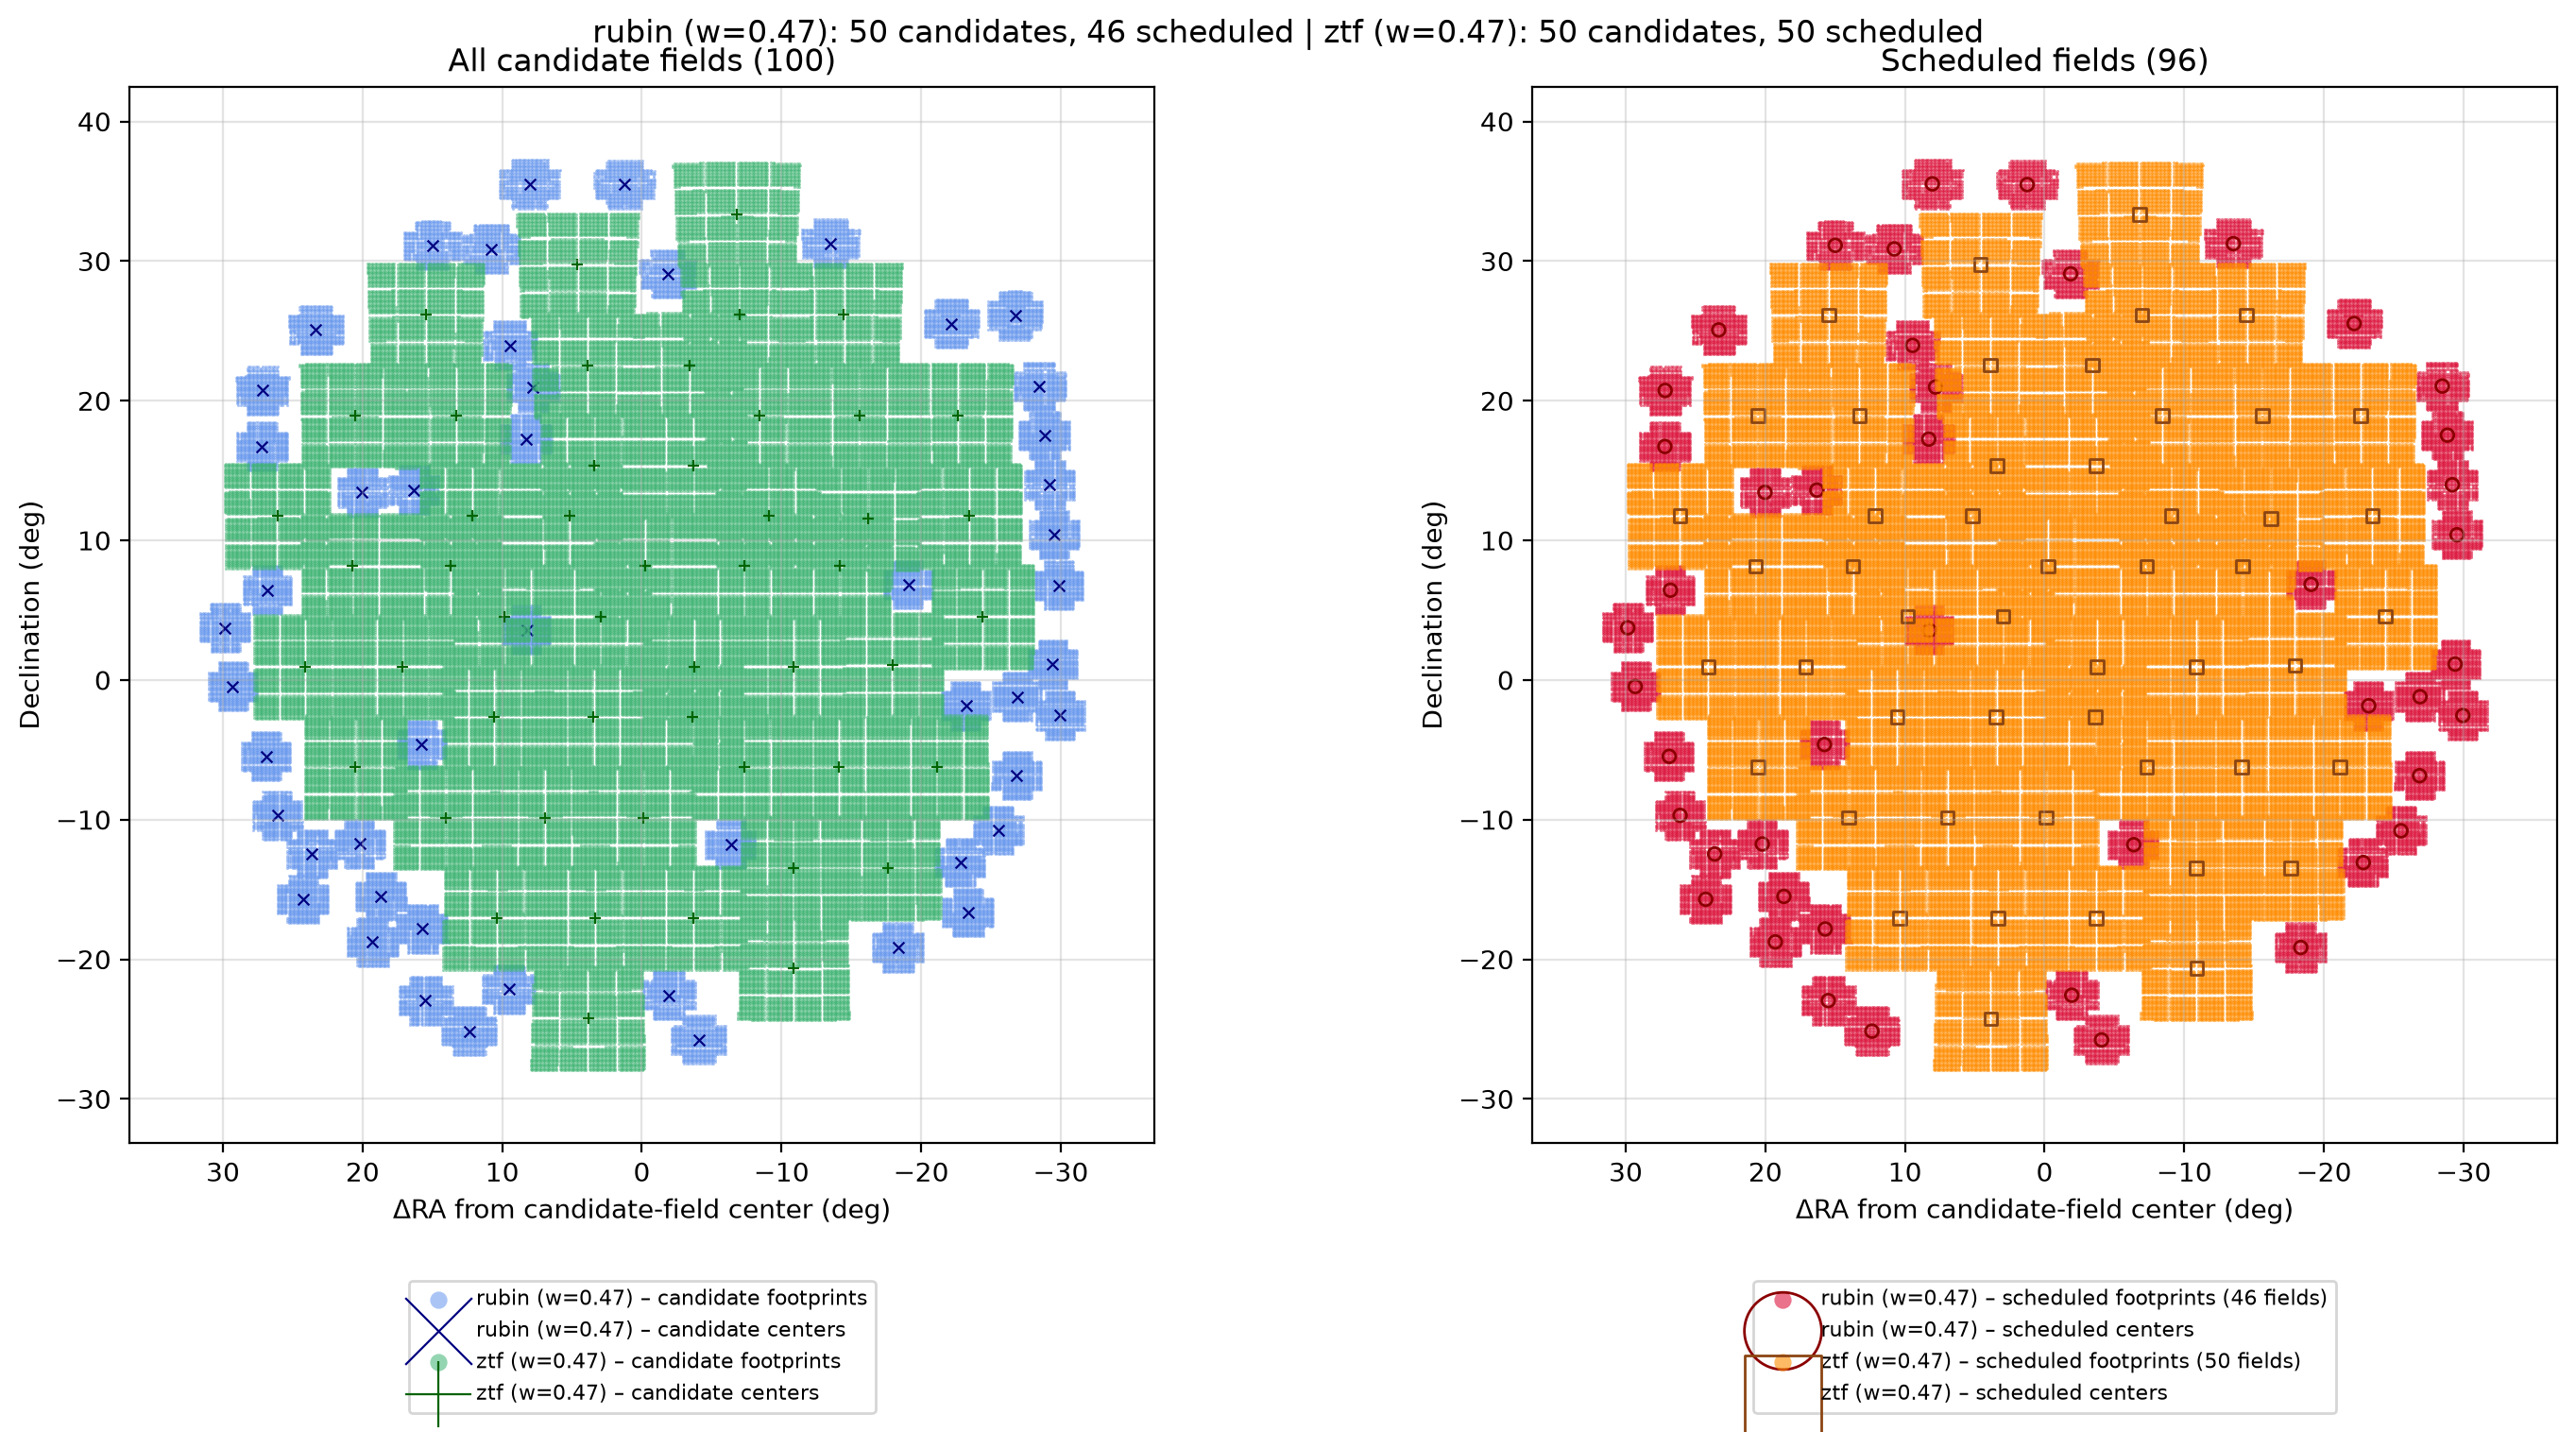 rubin (w=0.47): 50 candidates, 46 scheduled | ztf (w=0.47): 50 candidates, 50 scheduled
All candidate fields (100)
40
30
20
10
0
−10
−20
−30
Declination (deg)
30 20 10 0 −10 −20 −30
ΔRA from candidate-field center (deg)
rubin (w=0.47) – candidate footprints
rubin (w=0.47) – candidate centers
ztf (w=0.47) – candidate footprints
ztf (w=0.47) – candidate centers
Scheduled fields (96)
40
30
20
10
0
−10
−20
−30
Declination (deg)
30 20 10 0 −10 −20 −30
ΔRA from candidate-field center (deg)
rubin (w=0.47) – scheduled footprints (46 fields)
rubin (w=0.47) – scheduled centers
ztf (w=0.47) – scheduled footprints (50 fields)
ztf (w=0.47) – scheduled centers